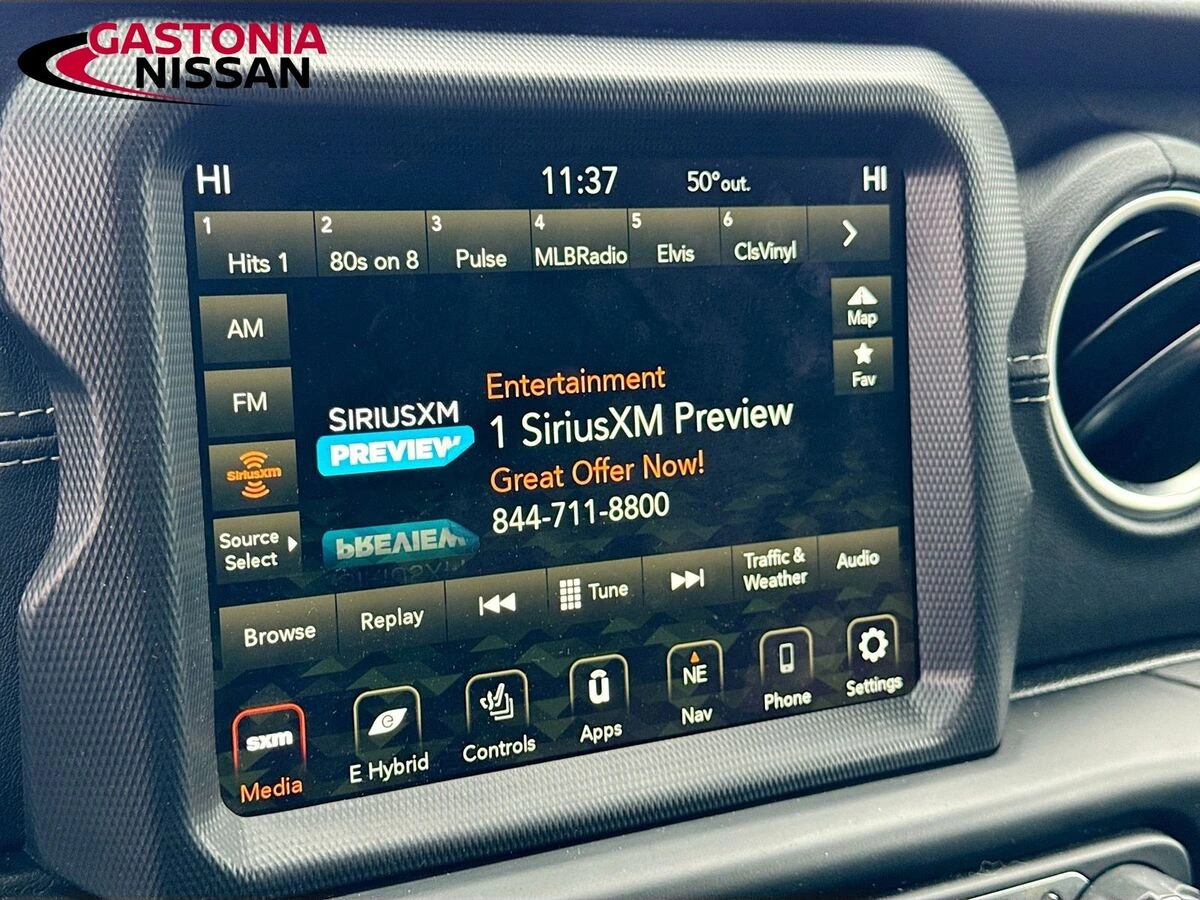 GASTONIA
NISSAN
HI 11:37 50°out. HI
1 2 3 4 5 6
Hits 1 80s on 8 Pulse MLBRadio Elvis ClsVinyl
AM
Map
FM
Fav
SiriusXM
Source
Select
SIRIUSXM
PREVIEW
Entertainment
1 SiriusXM Preview
Great Offer Now!
844-711-8800
Browse Replay Tune Traffic &
Weather Audio
sxm e ü NE
Media E Hybrid Controls Apps Nav Phone Settings